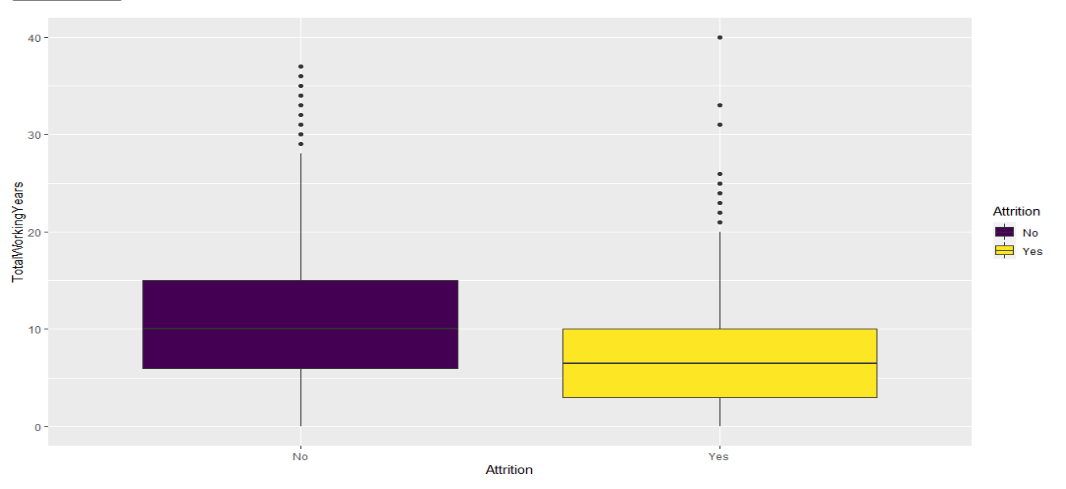 40
30
20
10
0
TotalWorkingYears
No
Yes
Attrition
Attrition
No
Yes